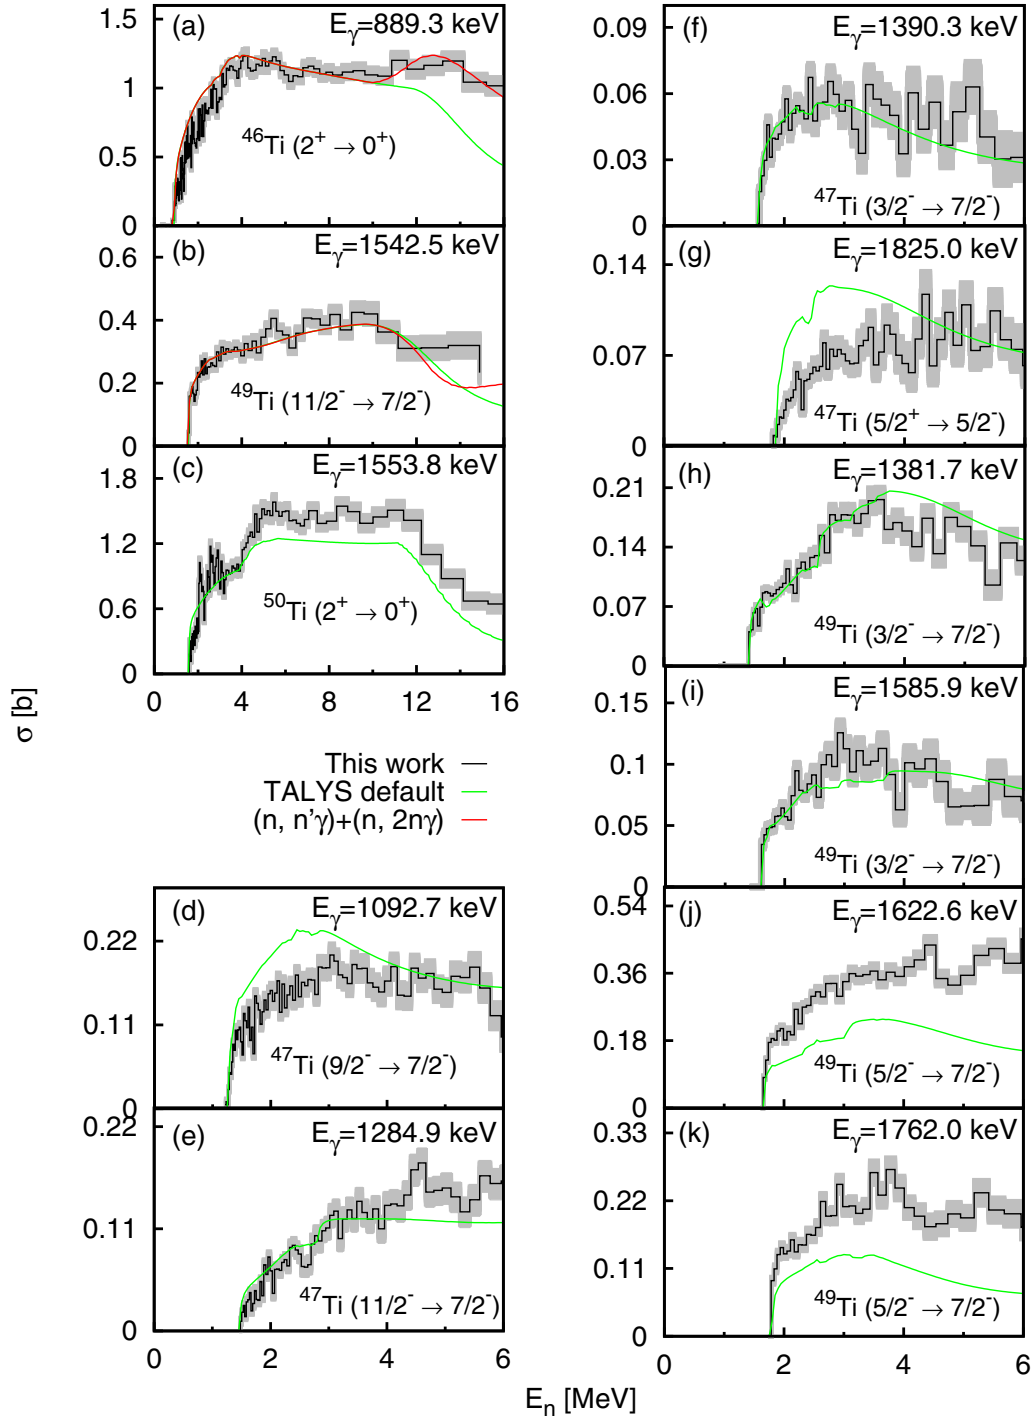 σ [b]
(a) Eγ=889.3 keV
1.5
1
0.5
0
⁴⁶Ti (2⁺ → 0⁺)
(b) Eγ=1542.5 keV
0.6
0.4
0.2
0
⁴⁹Ti (11/2⁻ → 7/2⁻)
(c) Eγ=1553.8 keV
1.8
1.2
0.6
0
⁵⁰Ti (2⁺ → 0⁺)
0 4 8 12 16
This work
TALYS default
(n, n'γ)+(n, 2nγ)
(d) Eγ=1092.7 keV
0.22
0.11
0
⁴⁷Ti (9/2⁻ → 7/2⁻)
(e) Eγ=1284.9 keV
0.22
0.11
0
⁴⁷Ti (11/2⁻ → 7/2⁻)
0 2 4 6
(f) Eγ=1390.3 keV
0.09
0.06
0.03
0
⁴⁷Ti (3/2⁻ → 7/2⁻)
(g) Eγ=1825.0 keV
0.14
0.07
0
⁴⁷Ti (5/2⁺ → 5/2⁻)
(h) Eγ=1381.7 keV
0.21
0.14
0.07
0
⁴⁹Ti (3/2⁻ → 7/2⁻)
(i) Eγ=1585.9 keV
0.15
0.1
0.05
0
⁴⁹Ti (3/2⁻ → 7/2⁻)
(j) Eγ=1622.6 keV
0.54
0.36
0.18
0
⁴⁹Ti (5/2⁻ → 7/2⁻)
(k) Eγ=1762.0 keV
0.33
0.22
0.11
0
⁴⁹Ti (5/2⁻ → 7/2⁻)
0 2 4 6
Eₙ [MeV]